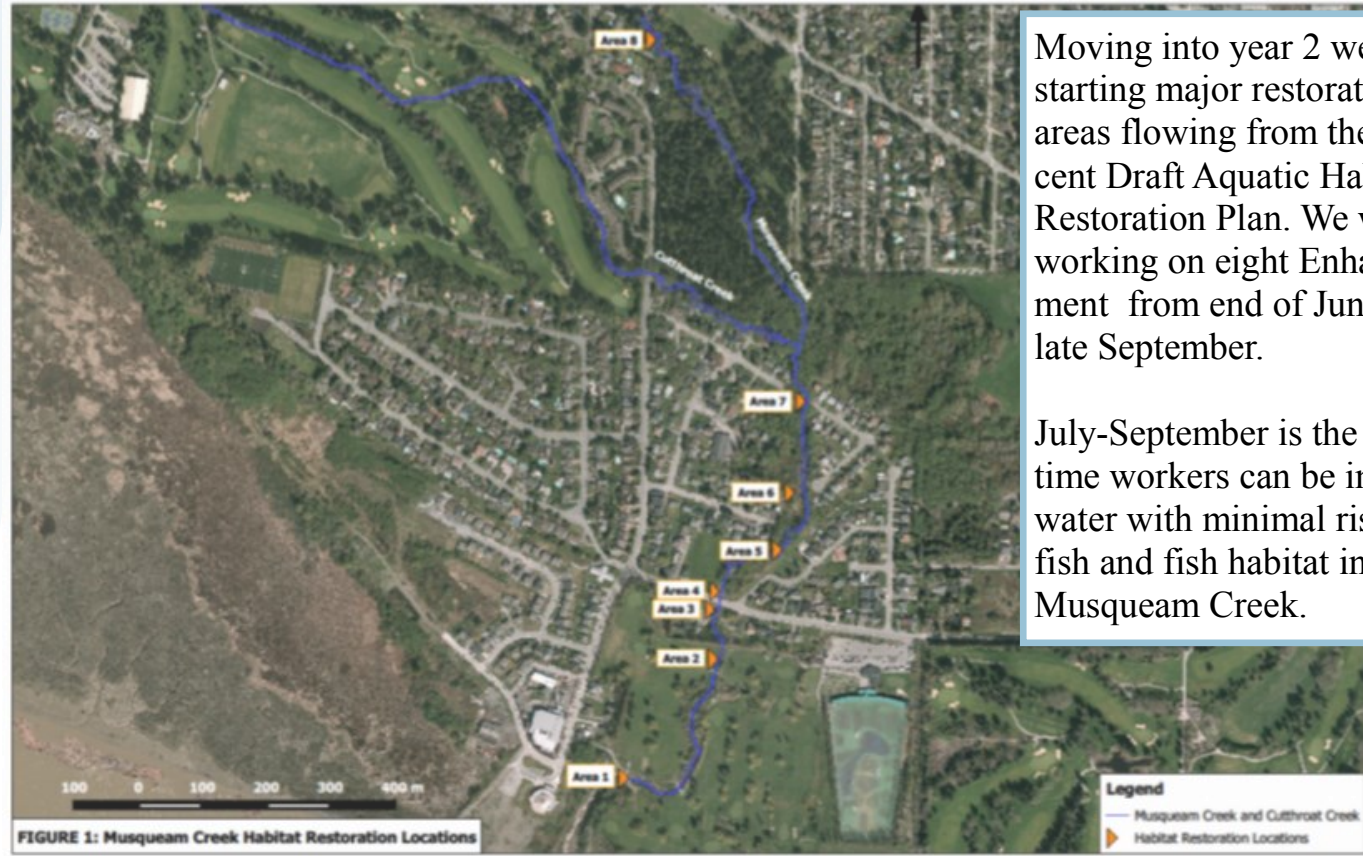 Area 8
Moving into year 2 we
starting major restorat
areas flowing from the
cent Draft Aquatic Ha
Restoration Plan. We w
working on eight Enha
ment from end of Jun
late September.
July-September is the
time workers can be in
water with minimal ris
fish and fish habitat in
Musqueam Creek.
Musqueam Creek
Cutthroat Creek
Area 7
Area 6
Area 5
Area 4
Area 3
Area 2
Area 1
100 0 100 200 300 400 m
FIGURE 1: Musqueam Creek Habitat Restoration Locations
Legend
Musqueam Creek and Cutthroat Creek
Habitat Restoration Locations